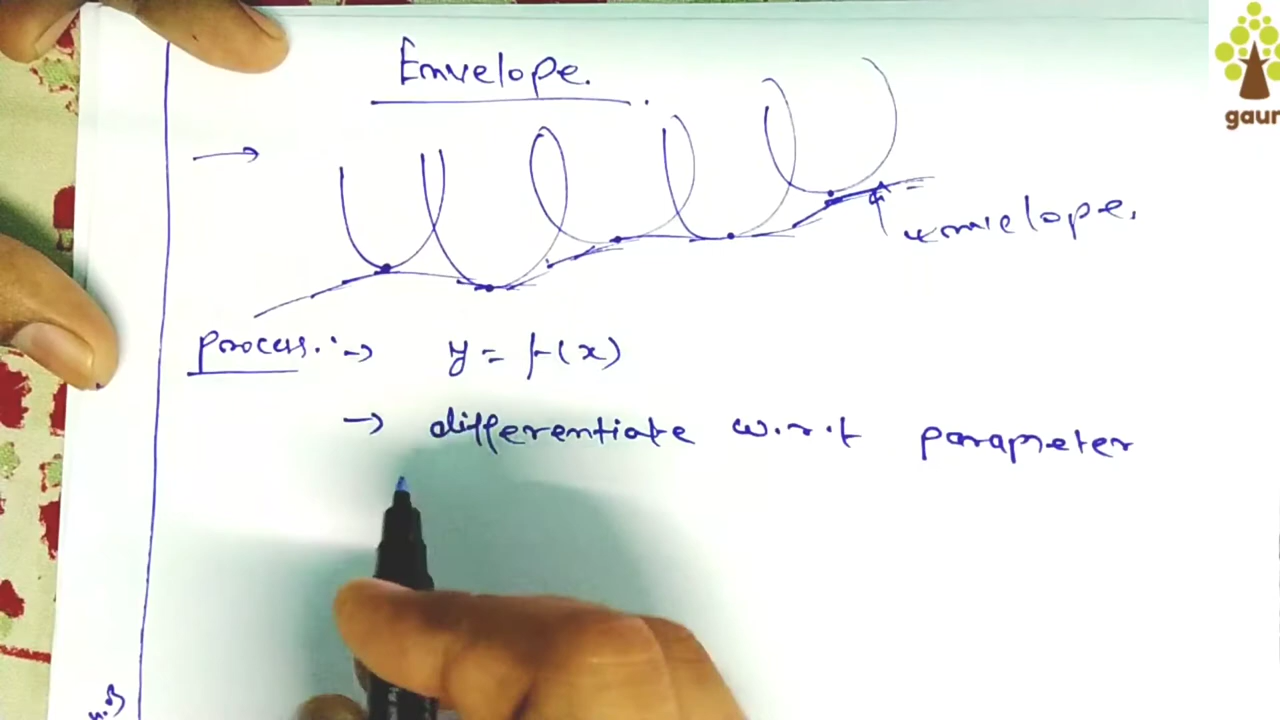 Envelope.
gaur
envelope.
process. :→ y = f(x)
→ differentiate w.r.t parameter